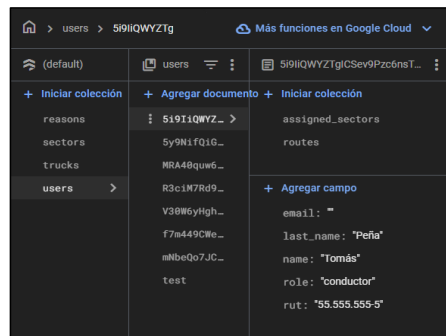 users > 5i9IiQWYZTg
Más funciones en Google Cloud
(default)
users
5i9IiQWYZTgICSev9Pzc6nsT…
+ Iniciar colección
reasons
sectors
trucks
users
+ Agregar documento
5i9IiQWYZ…
5y9NifQiG…
MRA40quw6…
R3ciM7Rd9…
V30W6yHgh…
f7m449CWe…
mNbeQo7JC…
test
+ Iniciar colección
assigned_sectors
routes
+ Agregar campo
email: ""
last_name: "Peña"
name: "Tomás"
role: "conductor"
rut: "55.555.555-5"